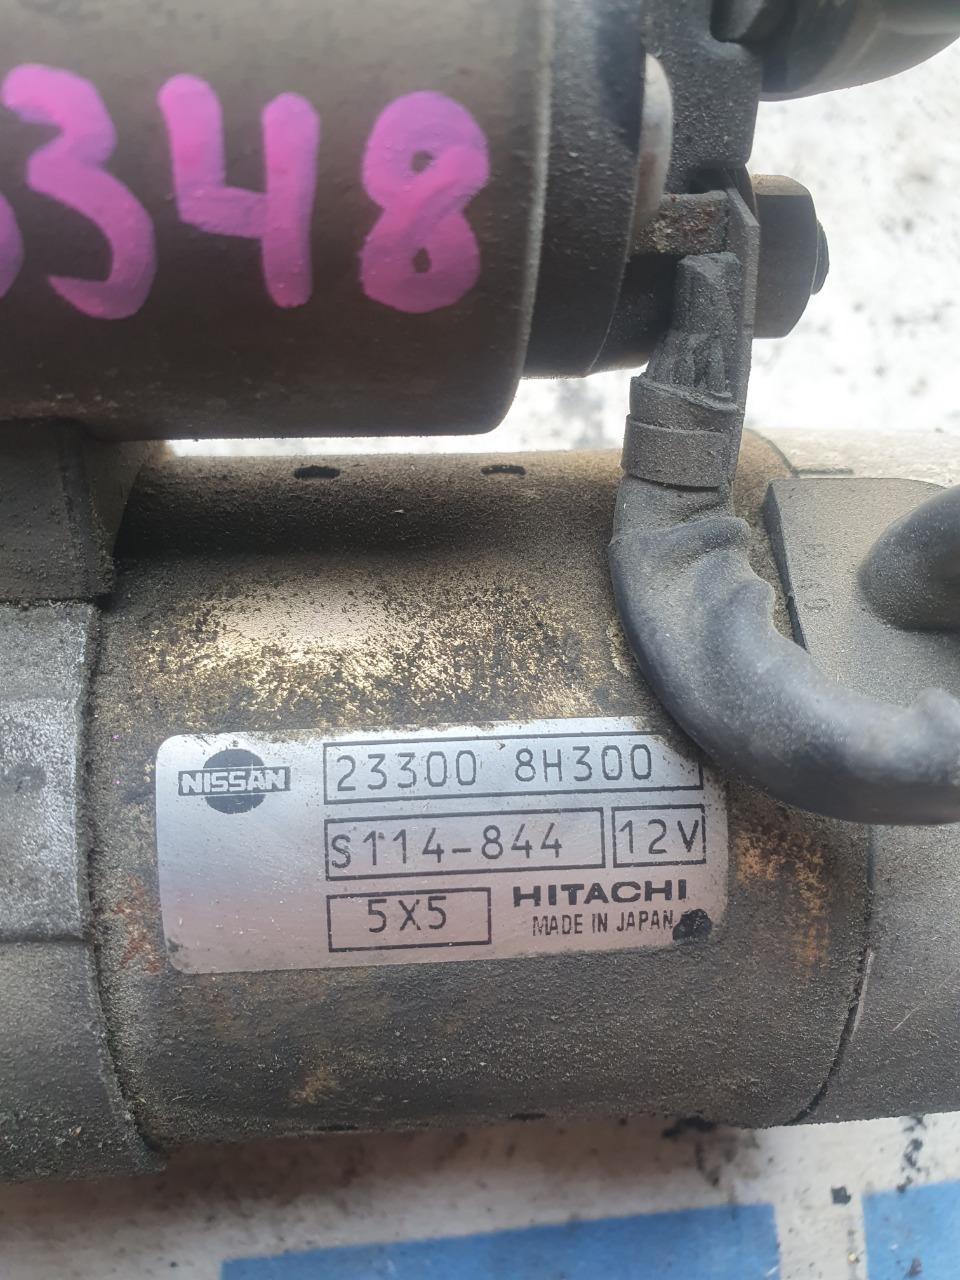 348
NISSAN
23300 8H300
S114-844
12V
5X5
HITACHI
MADE IN JAPAN